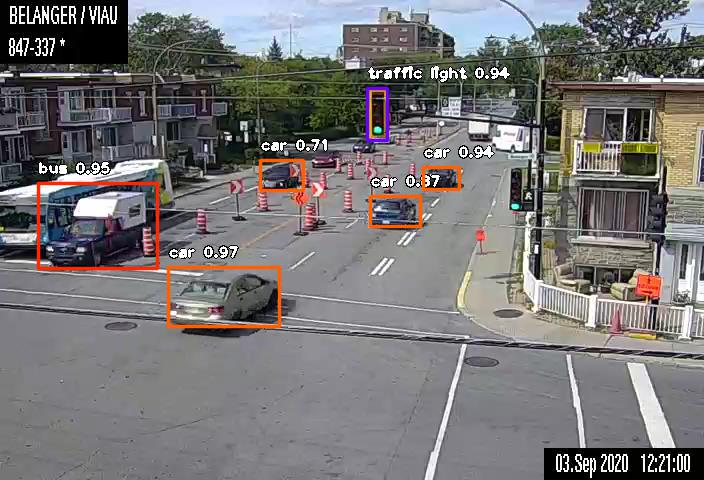 BELANGER / VIAU
847-337 *
traffic light 0.94
car 0.71
car 0.94
bus 0.95
car 0.87
car 0.97
03.Sep 2020 12:21:00